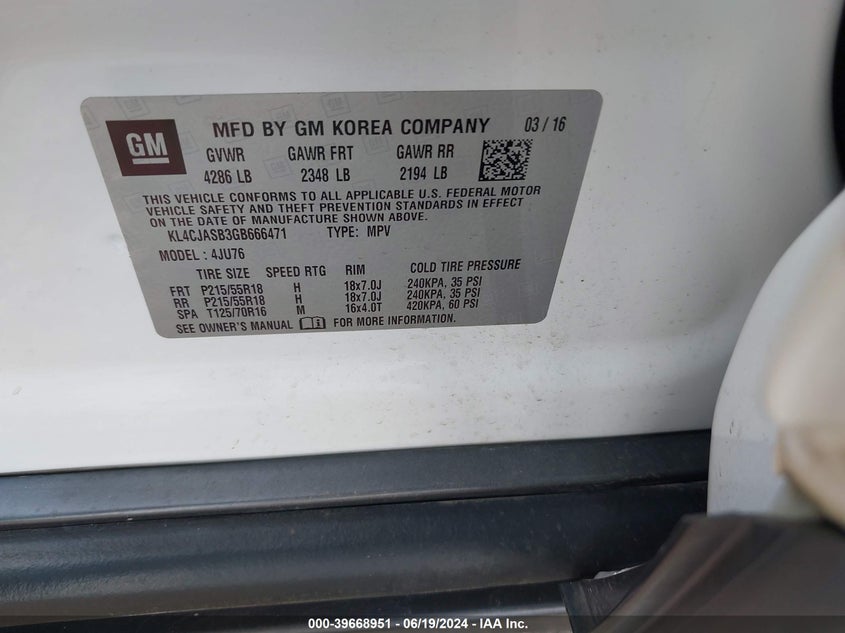 GM
MFD BY GM KOREA COMPANY 03 / 16
GVWR GAWR FRT GAWR RR
4286 LB 2348 LB 2194 LB
THIS VEHICLE CONFORMS TO ALL APPLICABLE U.S. FEDERAL MOTOR
VEHICLE SAFETY AND THEFT PREVENTION STANDARDS IN EFFECT
ON THE DATE OF MANUFACTURE SHOWN ABOVE.
KL4CJASB3GB666471 TYPE: MPV
MODEL : 4JU76
TIRE SIZE SPEED RTG RIM COLD TIRE PRESSURE
FRT P215/55R18 H 18x7.0J 240KPA, 35 PSI
RR P215/55R18 H 18x7.0J 240KPA, 35 PSI
SPA T125/70R16 M 16x4.0T 420KPA, 60 PSI
SEE OWNER'S MANUAL FOR MORE INFORMATION.
000-39668951 - 06/19/2024 - IAA Inc.